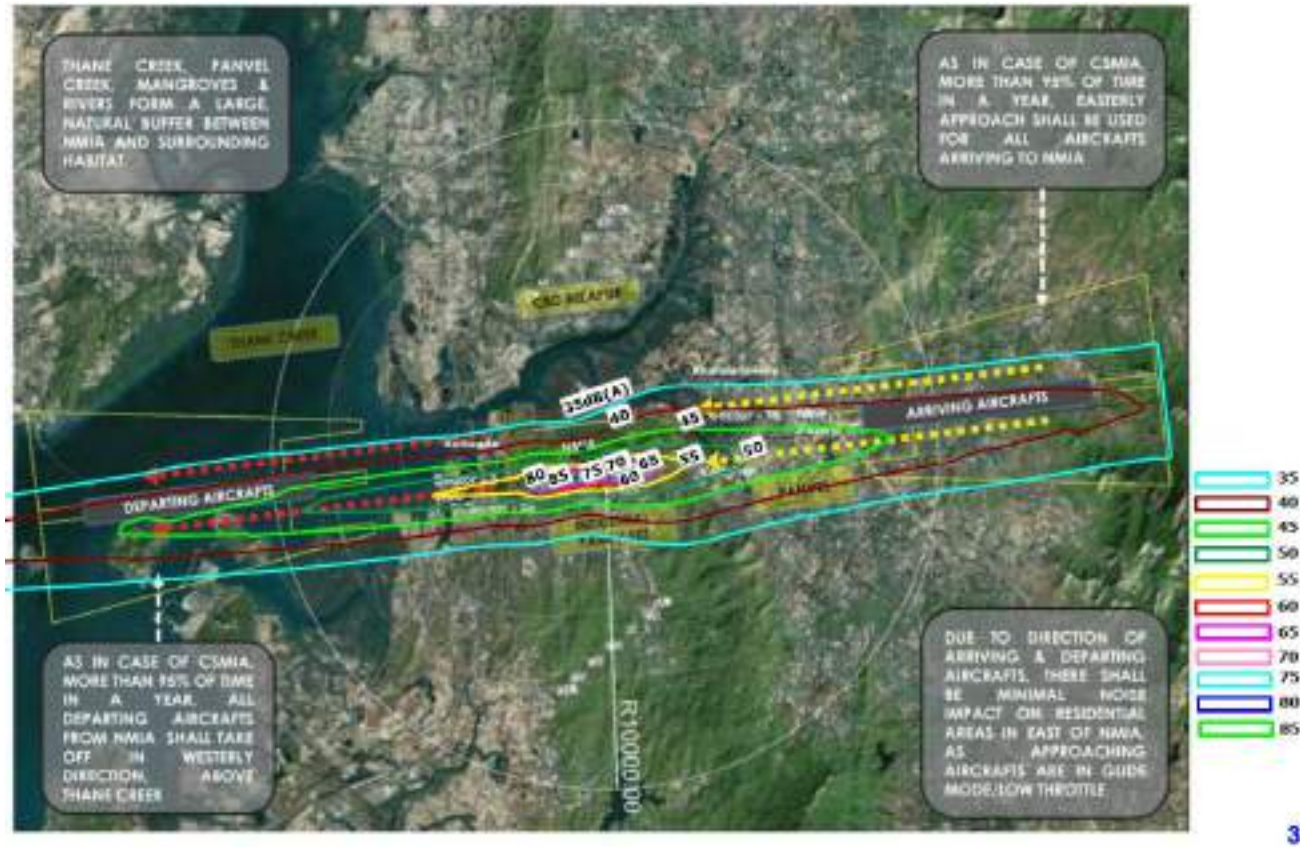 THANE CREEK, PANVEL
CREEK, MANGROVES &
RIVERS FORM A LARGE,
NATURAL BUFFER BETWEEN
NMIA AND SURROUNDING
HABITAT
AS IN CASE OF CSMIA,
MORE THAN 95% OF TIME
IN A YEAR, EASTERLY
APPROACH SHALL BE USED
FOR ALL AIRCRAFTS
ARRIVING TO NMIA
CBD BELAPUR
THANE CREEK
35dB(A)
40
45
ARRIVING AIRCRAFTS
NMIA
80
85
75
70
65
60
55
50
DEPARTING AIRCRAFTS
PANVEL
35
40
45
50
55
60
65
70
75
80
85
R10000.00
AS IN CASE OF CSMIA,
MORE THAN 95% OF TIME
IN A YEAR, ALL
DEPARTING AIRCRAFTS
FROM NMIA SHALL TAKE
OFF IN WESTERLY
DIRECTION, ABOVE
THANE CREEK
DUE TO DIRECTION OF
ARRIVING & DEPARTING
AIRCRAFTS, THERE SHALL
BE MINIMAL NOISE
IMPACT ON RESIDENTIAL
AREAS IN EAST OF NMIA,
AS APPROACHING
AIRCRAFTS ARE IN GLIDE
MODE/LOW THROTTLE
3